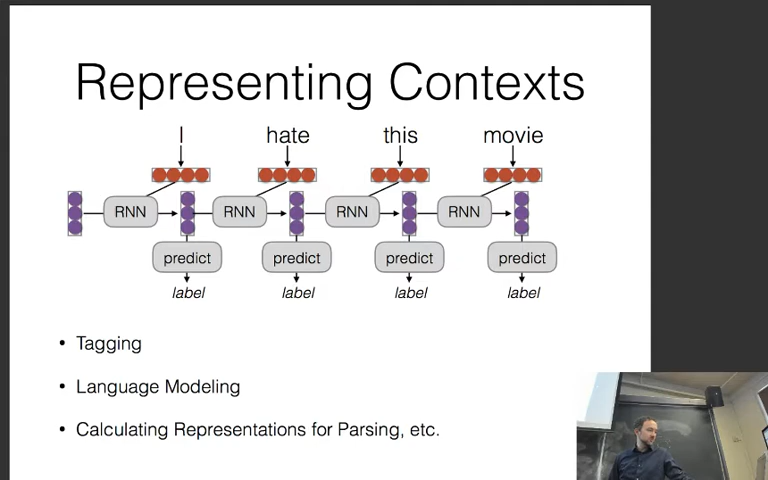 Representing Contexts
I hate this movie
RNN RNN RNN RNN
predict predict predict predict
label label label label
• Tagging
• Language Modeling
• Calculating Representations for Parsing, etc.